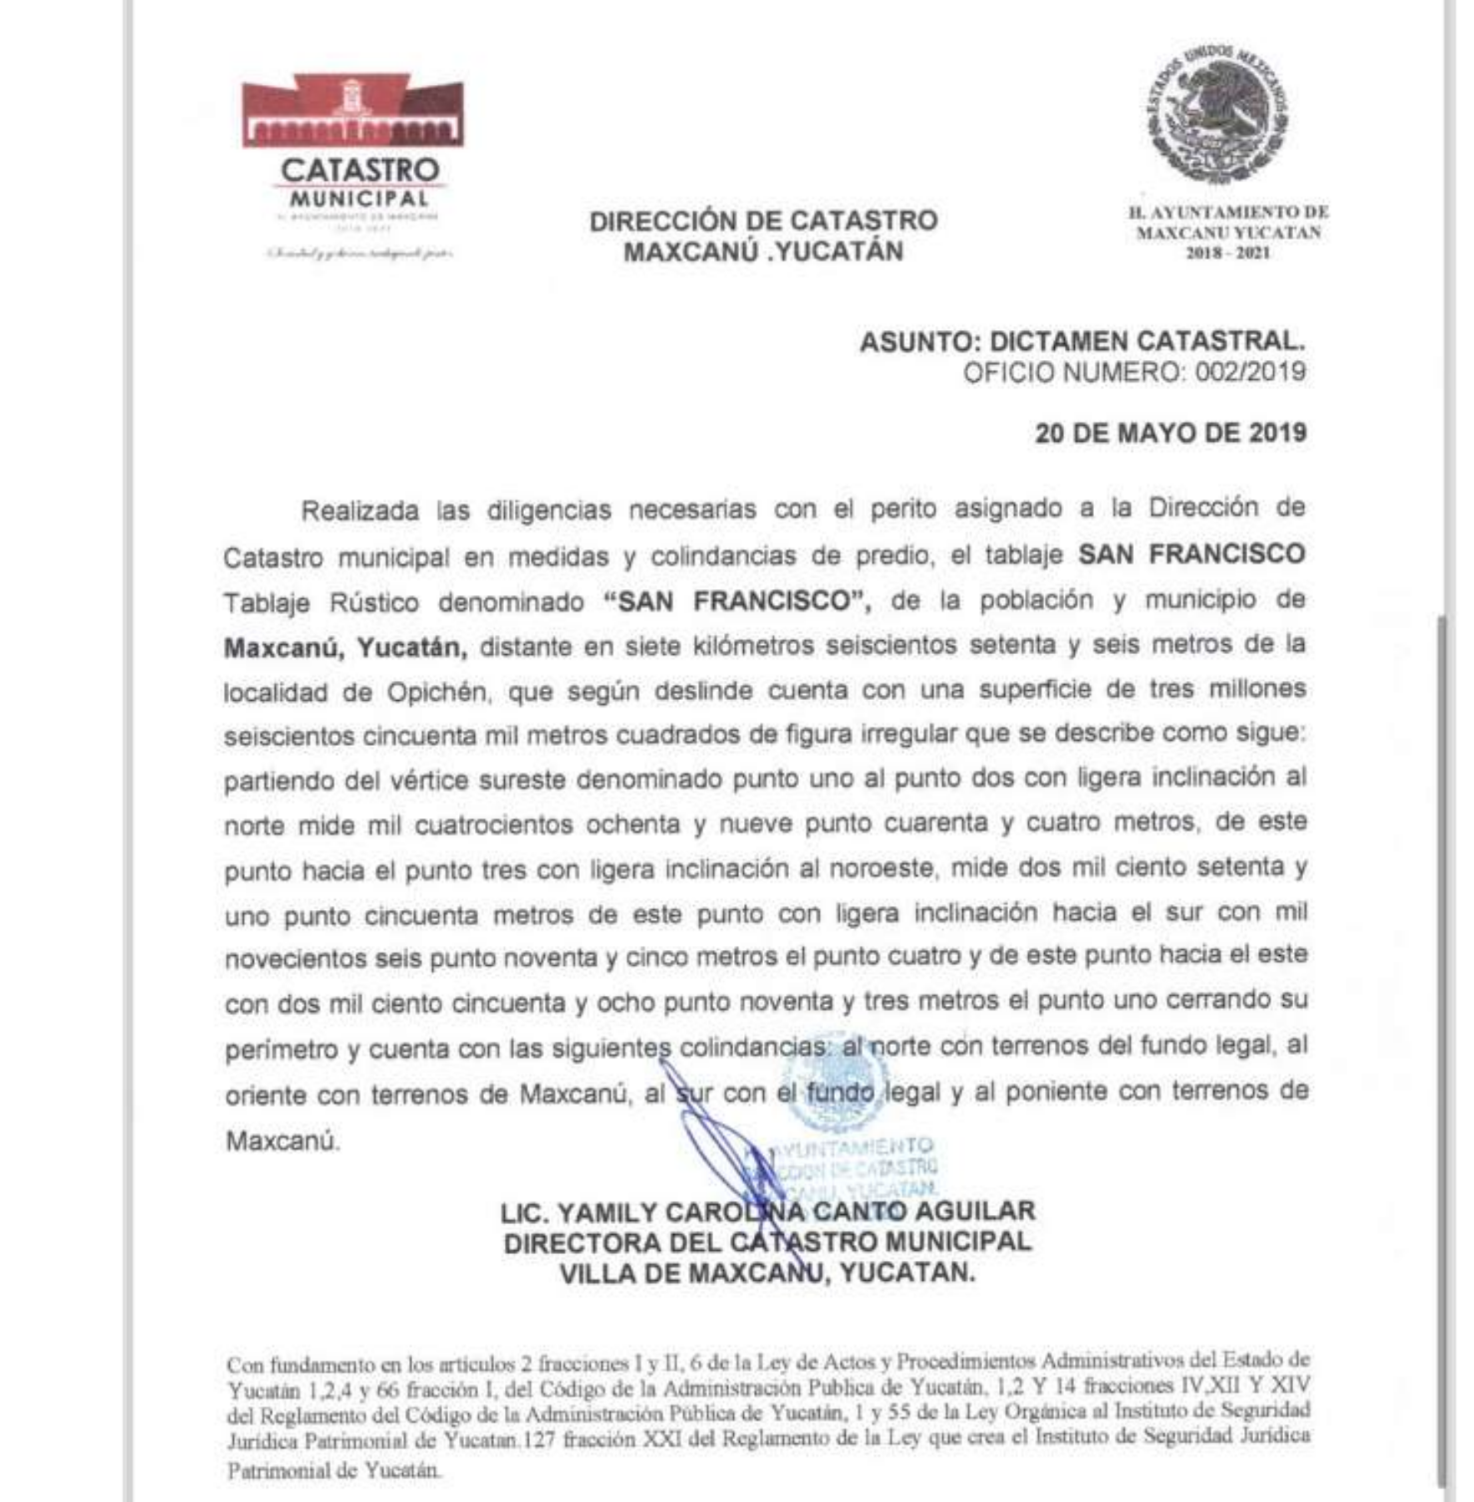 ESTADOS UNIDOS MEXICANOS
CATASTRO
MUNICIPAL
H. AYUNTAMIENTO DE MAXCANÚ
H. AYUNTAMIENTO DE
MAXCANU YUCATAN
2018 - 2021
DIRECCIÓN DE CATASTRO
MAXCANÚ .YUCATÁN
ASUNTO: DICTAMEN CATASTRAL.
OFICIO NUMERO: 002/2019
20 DE MAYO DE 2019
Realizada las diligencias necesarias con el perito asignado a la Dirección de
Catastro municipal en medidas y colindancias de predio, el tablaje SAN FRANCISCO
Tablaje Rústico denominado “SAN FRANCISCO”, de la población y municipio de
Maxcanú, Yucatán, distante en siete kilómetros seiscientos setenta y seis metros de la
localidad de Opichén, que según deslinde cuenta con una superficie de tres millones
seiscientos cincuenta mil metros cuadrados de figura irregular que se describe como sigue:
partiendo del vértice sureste denominado punto uno al punto dos con ligera inclinación al
norte mide mil cuatrocientos ochenta y nueve punto cuarenta y cuatro metros, de este
punto hacia el punto tres con ligera inclinación al noroeste, mide dos mil ciento setenta y
uno punto cincuenta metros de este punto con ligera inclinación hacia el sur con mil
novecientos seis punto noventa y cinco metros el punto cuatro y de este punto hacia el este
con dos mil ciento cincuenta y ocho punto noventa y tres metros el punto uno cerrando su
perímetro y cuenta con las siguientes colindancias: al norte con terrenos del fundo legal, al
oriente con terrenos de Maxcanú, al sur con el fundo legal y al poniente con terrenos de
Maxcanú.
AYUNTAMIENTO
DE CATASTRO
YUCATAN.
LIC. YAMILY CAROLINA CANTO AGUILAR
DIRECTORA DEL CATASTRO MUNICIPAL
VILLA DE MAXCANU, YUCATAN.
Con fundamento en los articulos 2 fracciones I y II, 6 de la Ley de Actos y Procedimientos Administrativos del Estado de
Yucatán 1,2,4 y 66 fracción I, del Código de la Administración Publica de Yucatán, 1,2 Y 14 fracciones IV,XII Y XIV
del Reglamento del Código de la Administración Pública de Yucatán, 1 y 55 de la Ley Orgánica al Instituto de Seguridad
Jurídica Patrimonial de Yucatan.127 fracción XXI del Reglamento de la Ley que crea el Instituto de Seguridad Jurídica
Patrimonial de Yucatán.